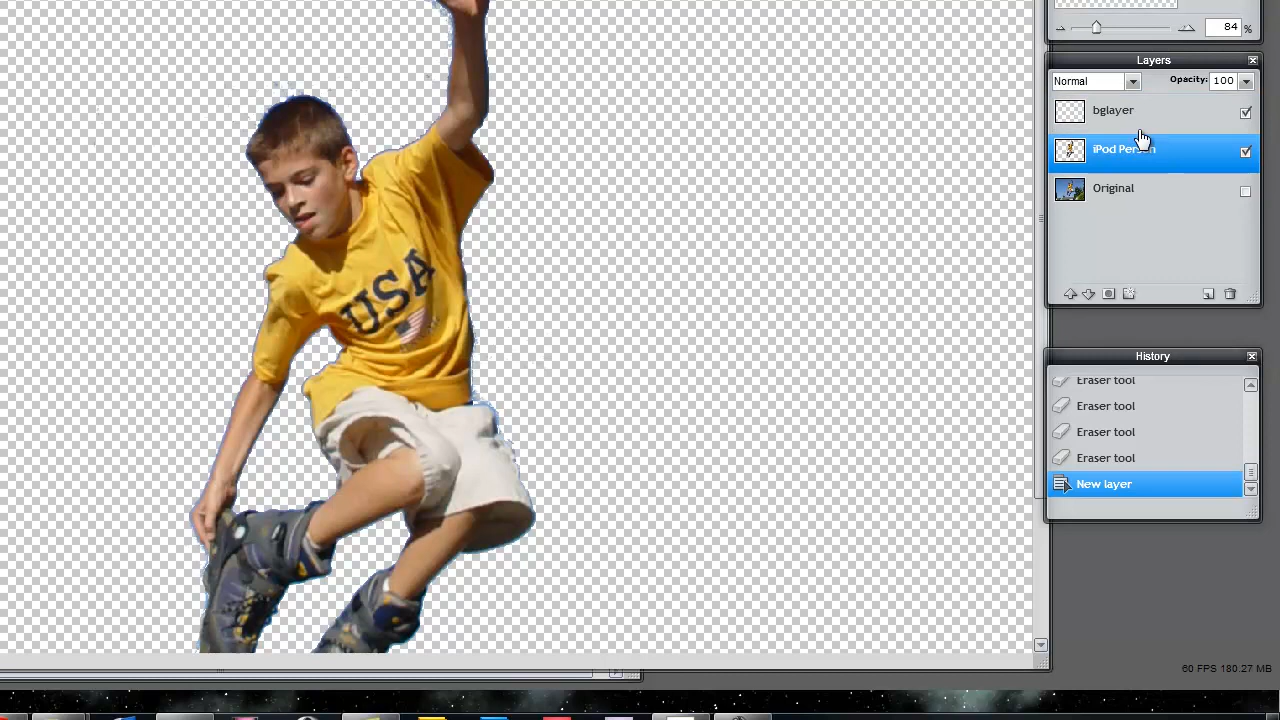 84 %
Layers
Normal
Opacity: 100
bglayer
iPod Person
Original
USA
History
Eraser tool
Eraser tool
Eraser tool
Eraser tool
New layer
60 FPS 180.27 MB